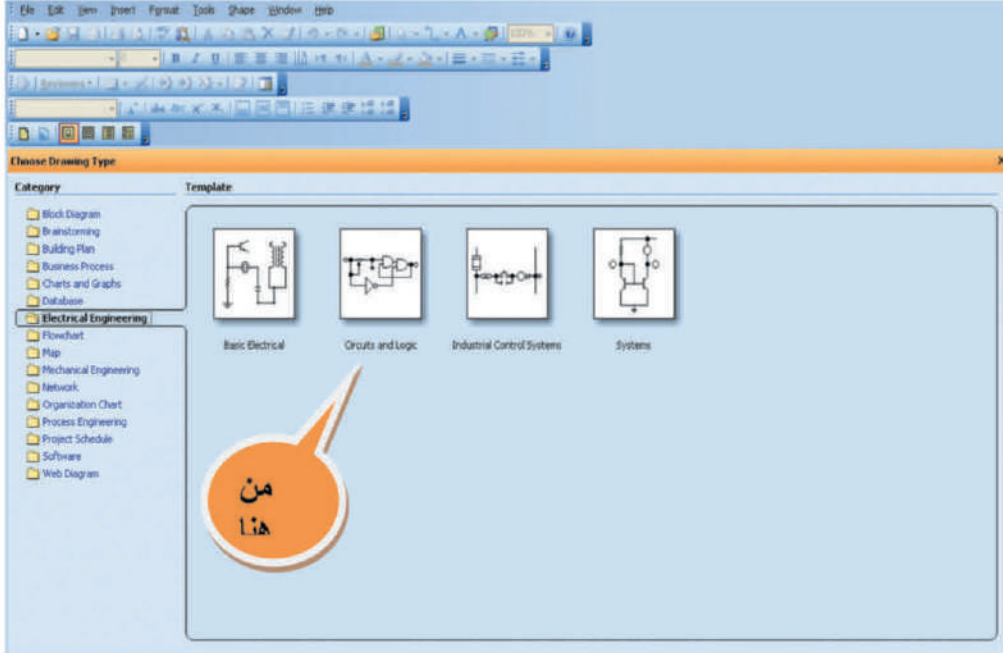 File Edit View Insert Format Tools Shape Window Help
100%
Reviewers
Choose Drawing Type
Category
Template
Block Diagram
Brainstorming
Building Plan
Business Process
Charts and Graphs
Database
Electrical Engineering
Flowchart
Map
Mechanical Engineering
Network
Organization Chart
Process Engineering
Project Schedule
Software
Web Diagram
Basic Electrical
Circuits and Logic
Industrial Control Systems
Systems
من
هنا